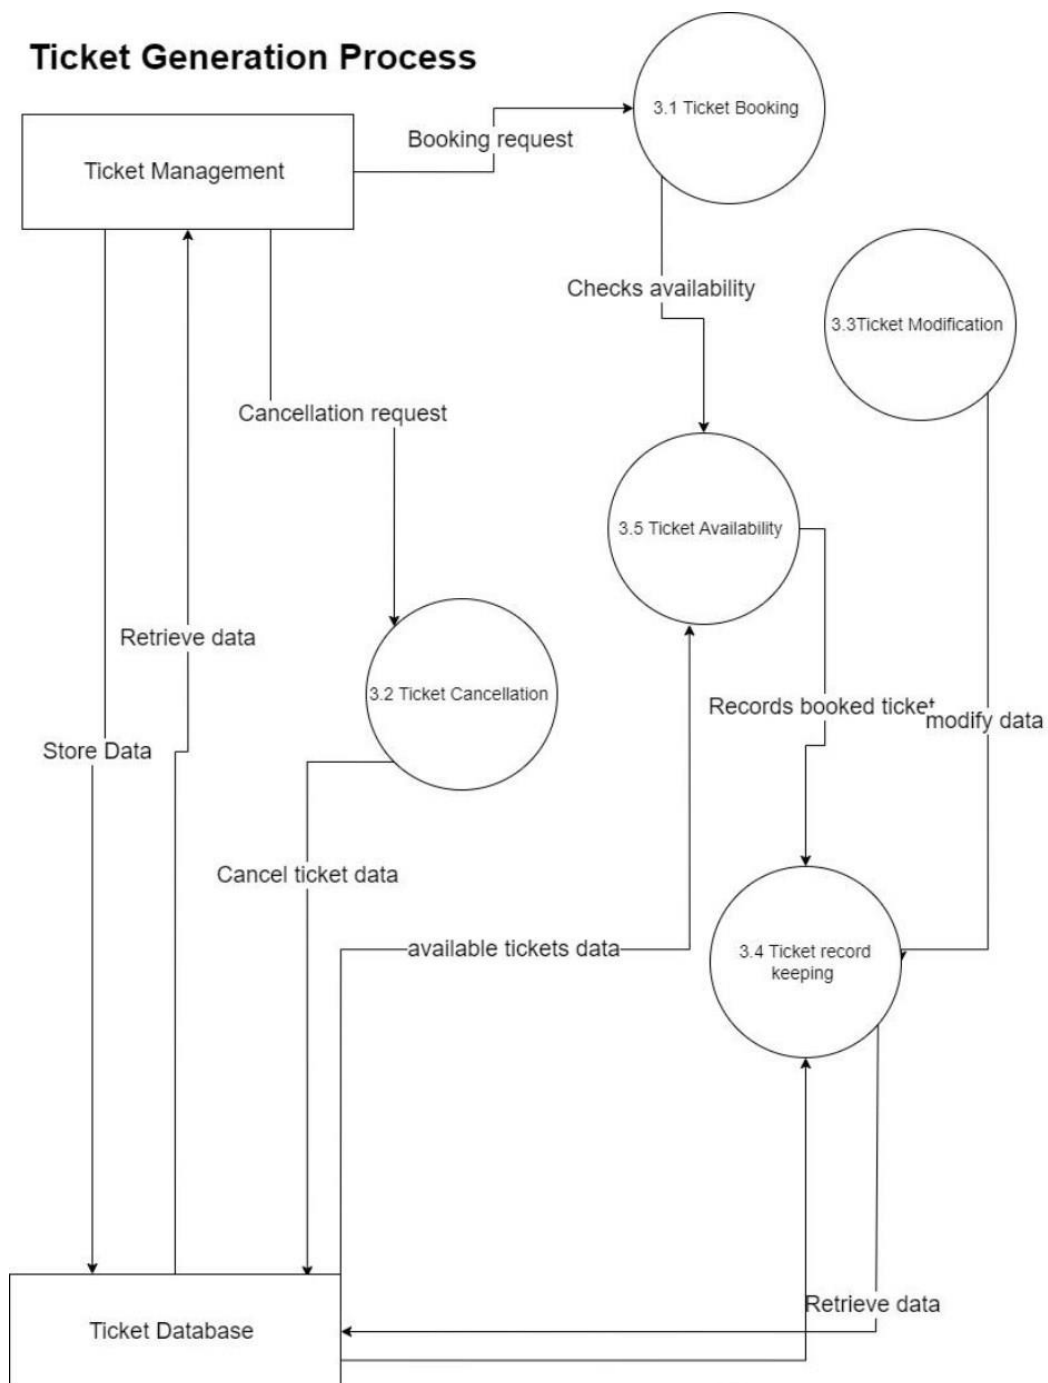 Ticket Generation Process
3.1 Ticket Booking
Booking request
Ticket Management
Checks availability
3.3Ticket Modification
Cancellation request
3.5 Ticket Availability
Retrieve data
3.2 Ticket Cancellation
Records booked ticket
modify data
Store Data
Cancel ticket data
available tickets data
3.4 Ticket record
keeping
Retrieve data
Ticket Database